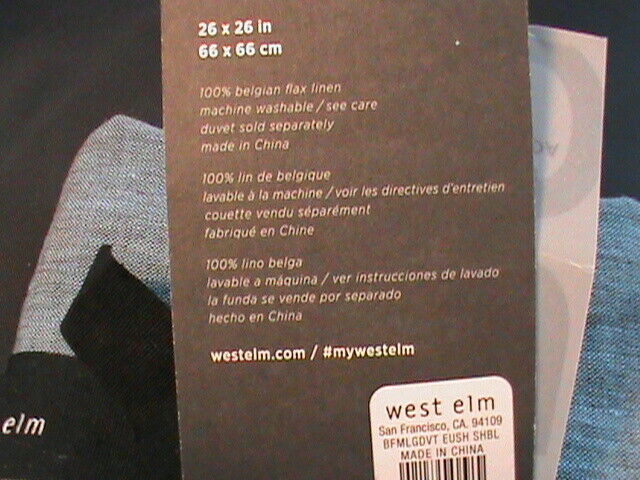 26 x 26 in
66 x 66 cm
100% belgian flax linen
machine washable / see care
duvet sold separately
made in China
100% lin de belgique
lavable à la machine / voir les directives d'entretien
couette vendu séparément
fabriqué en Chine
100% lino belga
lavable a máquina / ver instrucciones de lavado
la funda se vende por separado
hecho en China
westelm.com / #mywestelm
elm
west elm
San Francisco, CA. 94109
BFMLGDVT EUSH SHBL
MADE IN CHINA